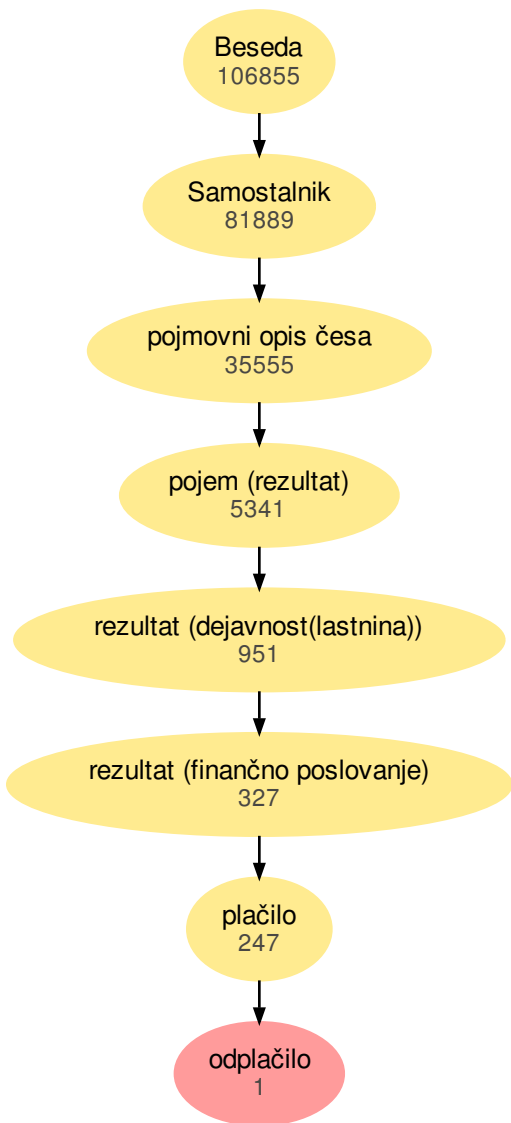 Beseda
106855
Samostalnik
81889
pojmovni opis česa
35555
pojem (rezultat)
5341
rezultat (dejavnost(lastnina))
951
rezultat (finančno poslovanje)
327
plačilo
247
odplačilo
1